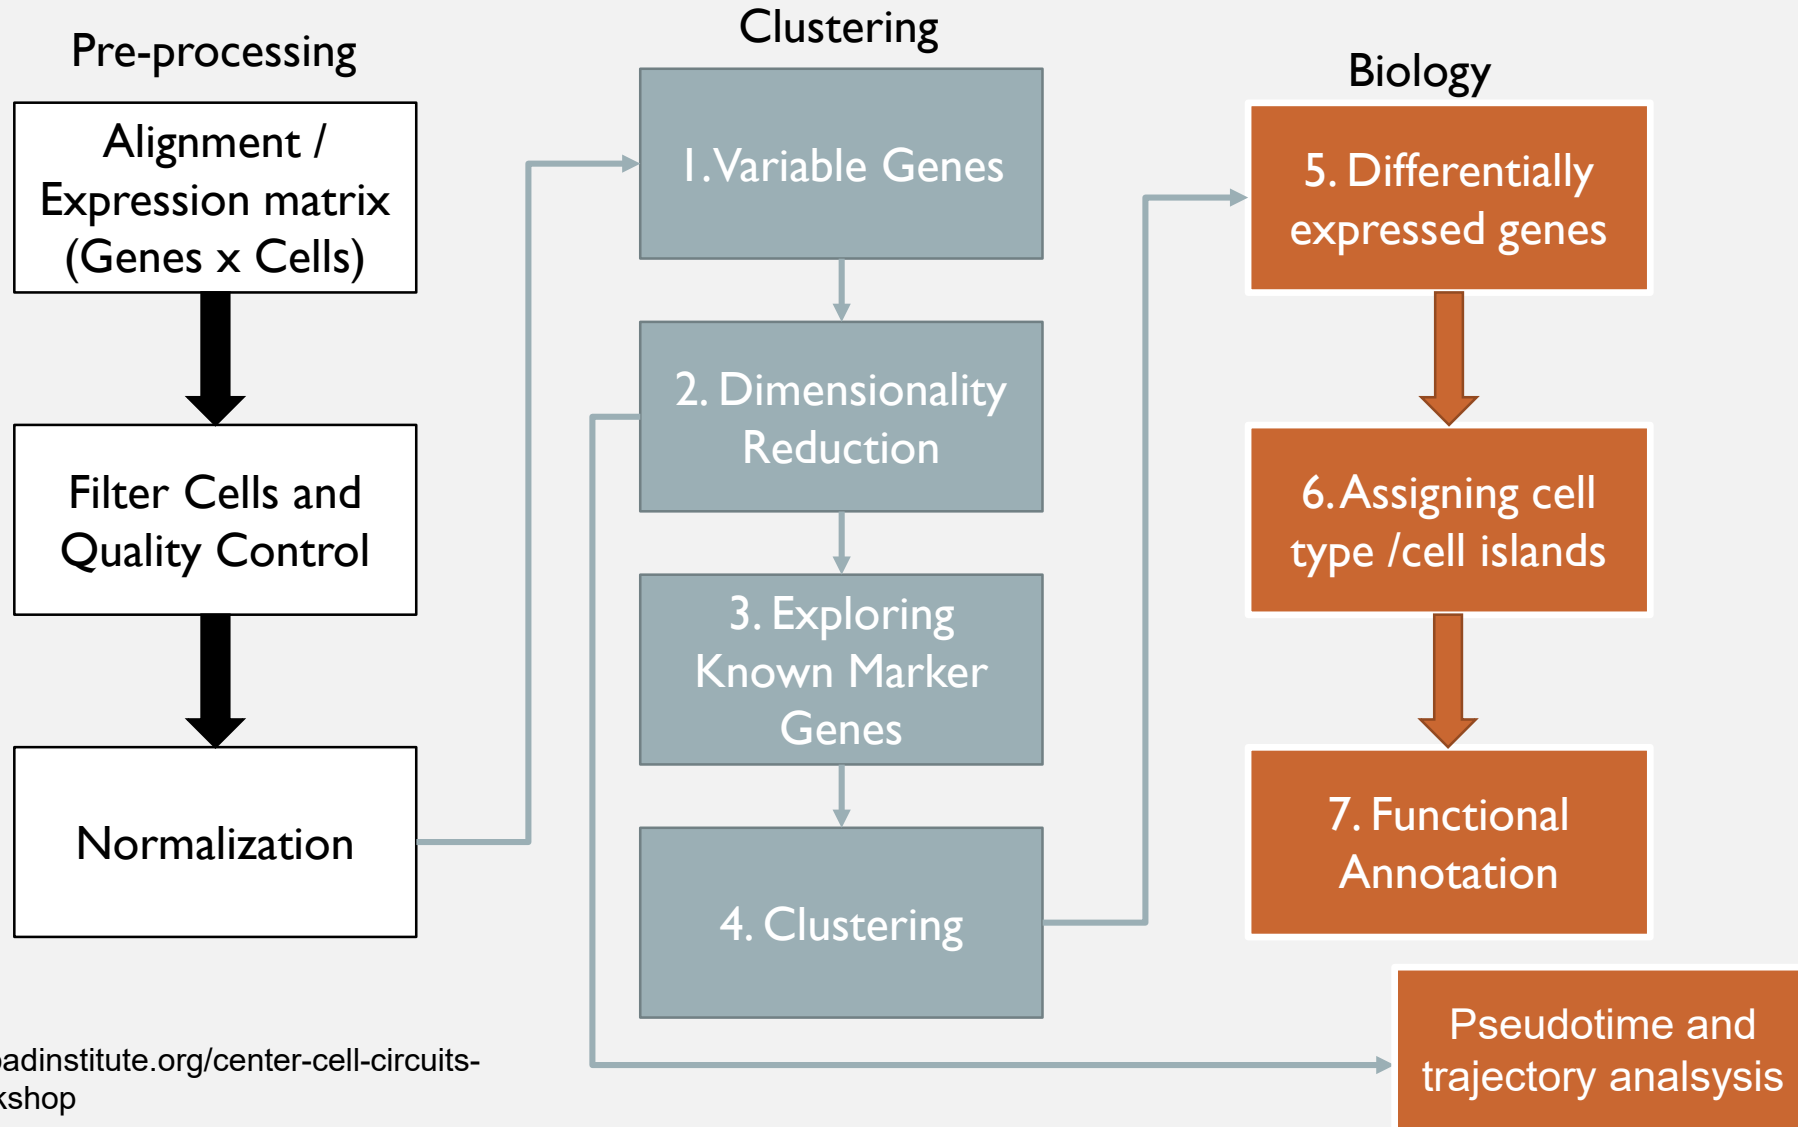 Pre-processing
Alignment /
Expression matrix
(Genes x Cells)
Filter Cells and
Quality Control
Normalization
Clustering
1. Variable Genes
2. Dimensionality
Reduction
3. Exploring
Known Marker
Genes
4. Clustering
Biology
5. Differentially
expressed genes
6. Assigning cell
type /cell islands
7. Functional
Annotation
Pseudotime and
trajectory analsysis
adinstitute.org/center-cell-circuits-
kshop